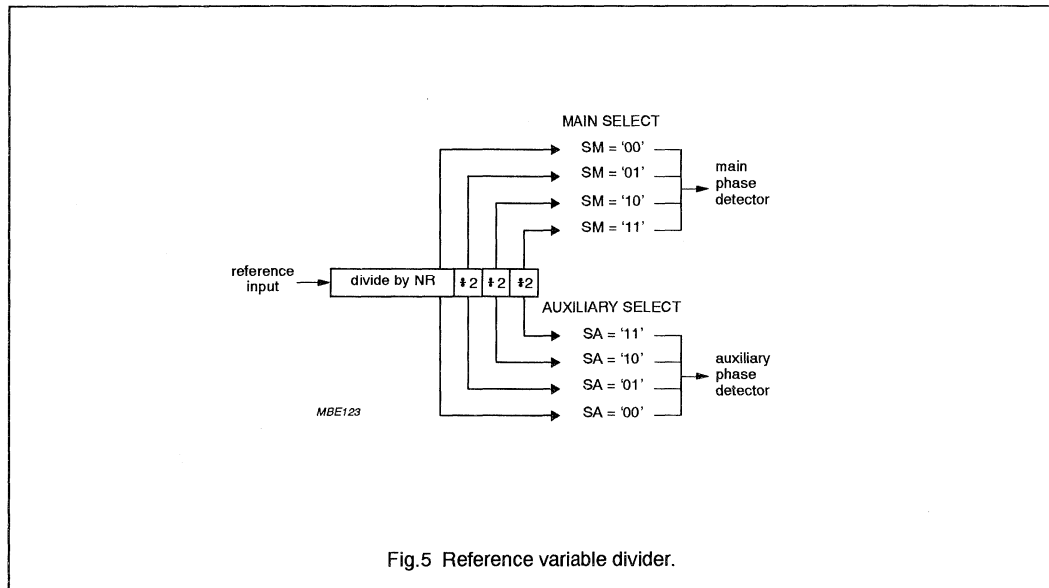 MAIN SELECT
SM = '00'
SM = '01'
SM = '10'
SM = '11'
main
phase
detector
reference
input
divide by NR
÷2
÷2
÷2
AUXILIARY SELECT
SA = '11'
SA = '10'
SA = '01'
SA = '00'
auxiliary
phase
detector
MBE123
Fig.5 Reference variable divider.